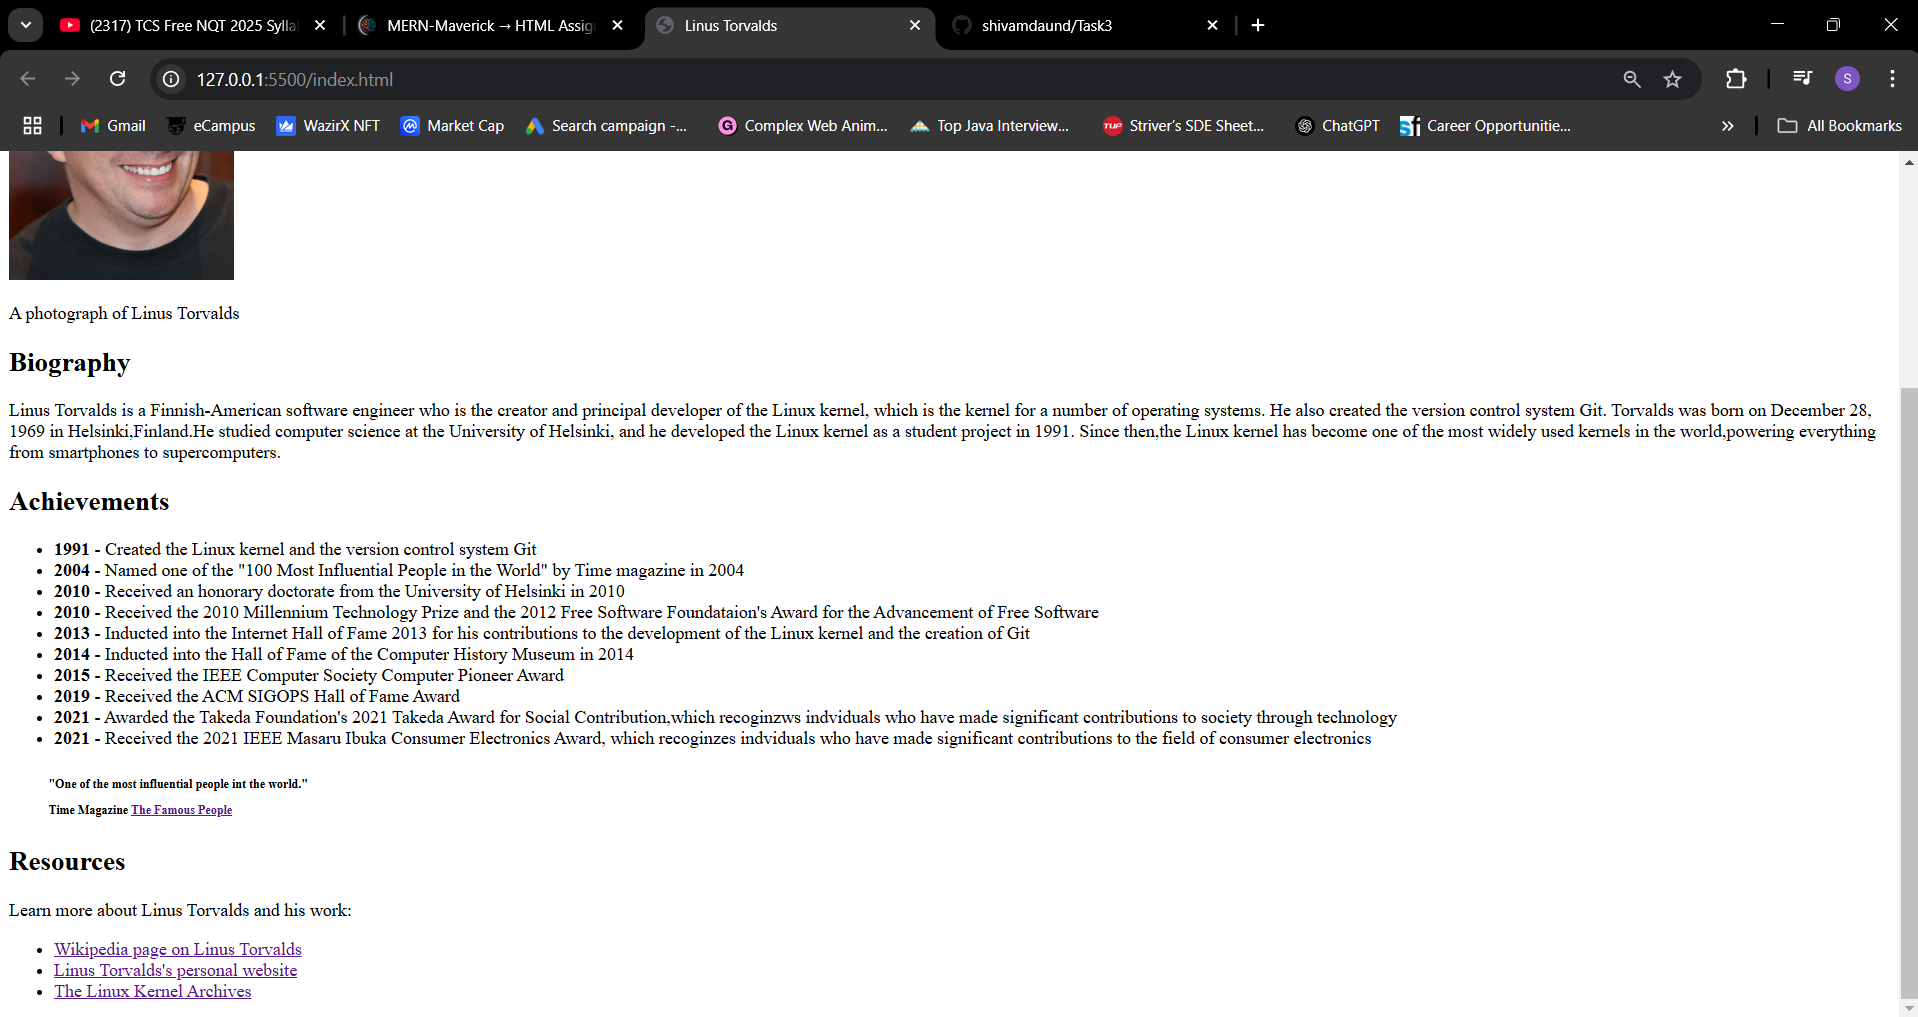 (2317) TCS Free NQT 2025 Sylla
MERN-Maverick → HTML Assig
Linus Torvalds
shivamdaund/Task3
127.0.0.1:5500/index.html
S
Gmail
eCampus
WazirX NFT
Market Cap
Search campaign -...
Complex Web Anim...
Top Java Interview...
TUF
Striver's SDE Sheet...
ChatGPT
Sf
Career Opportunitie...
All Bookmarks
A photograph of Linus Torvalds
Biography
Linus Torvalds is a Finnish-American software engineer who is the creator and principal developer of the Linux kernel, which is the kernel for a number of operating systems. He also created the version control system Git. Torvalds was born on December 28,
1969 in Helsinki,Finland.He studied computer science at the University of Helsinki, and he developed the Linux kernel as a student project in 1991. Since then,the Linux kernel has become one of the most widely used kernels in the world,powering everything
from smartphones to supercomputers.
Achievements
• 1991 - Created the Linux kernel and the version control system Git
• 2004 - Named one of the "100 Most Influential People in the World" by Time magazine in 2004
• 2010 - Received an honorary doctorate from the University of Helsinki in 2010
• 2010 - Received the 2010 Millennium Technology Prize and the 2012 Free Software Foundataion's Award for the Advancement of Free Software
• 2013 - Inducted into the Internet Hall of Fame 2013 for his contributions to the development of the Linux kernel and the creation of Git
• 2014 - Inducted into the Hall of Fame of the Computer History Museum in 2014
• 2015 - Received the IEEE Computer Society Computer Pioneer Award
• 2019 - Received the ACM SIGOPS Hall of Fame Award
• 2021 - Awarded the Takeda Foundation's 2021 Takeda Award for Social Contribution,which recoginzws indviduals who have made significant contributions to society through technology
• 2021 - Received the 2021 IEEE Masaru Ibuka Consumer Electronics Award, which recoginzes indviduals who have made significant contributions to the field of consumer electronics
"One of the most influential people int the world."
Time Magazine The Famous People
Resources
Learn more about Linus Torvalds and his work:
• Wikipedia page on Linus Torvalds
• Linus Torvalds's personal website
• The Linux Kernel Archives